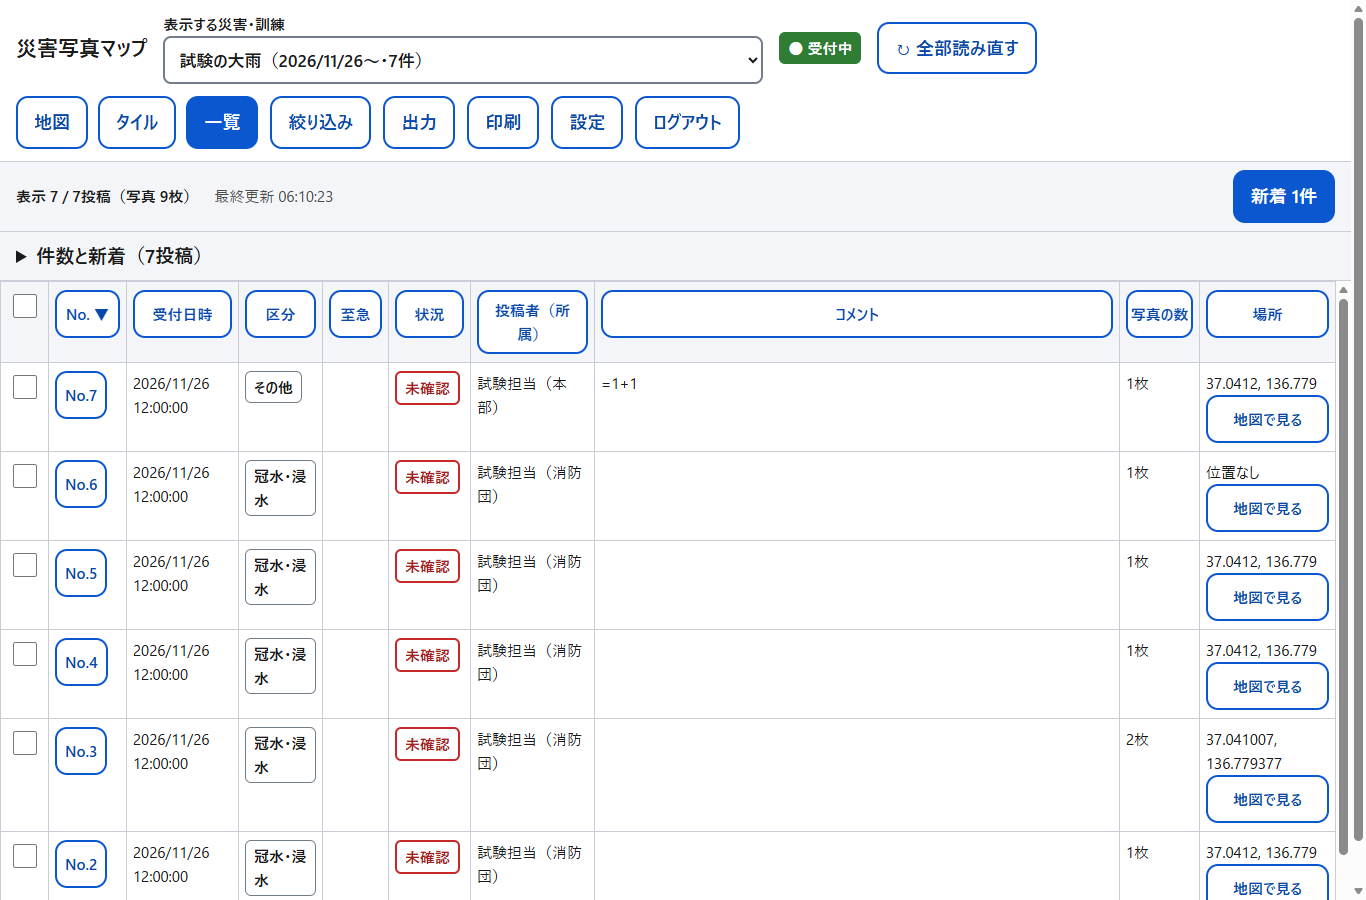 災害写真マップ
表示する災害・訓練
試験の大雨（2026/11/26～・7件）
受付中
↻ 全部読み直す
地図
タイル
一覧
絞り込み
出力
印刷
設定
ログアウト
表示 7 / 7投稿（写真 9枚）
最終更新 06:10:23
新着 1件
▶ 件数と新着（7投稿）
No. ▼
受付日時
区分
至急
状況
投稿者（所
属）
コメント
写真の数
場所
No.7
2026/11/26
12:00:00
その他
未確認
試験担当（本
部）
=1+1
1枚
37.0412, 136.779
地図で見る
No.6
2026/11/26
12:00:00
冠水・浸
水
未確認
試験担当（消防
団）
1枚
位置なし
地図で見る
No.5
2026/11/26
12:00:00
冠水・浸
水
未確認
試験担当（消防
団）
1枚
37.0412, 136.779
地図で見る
No.4
2026/11/26
12:00:00
冠水・浸
水
未確認
試験担当（消防
団）
1枚
37.0412, 136.779
地図で見る
No.3
2026/11/26
12:00:00
冠水・浸
水
未確認
試験担当（消防
団）
2枚
37.041007,
136.779377
地図で見る
No.2
2026/11/26
12:00:00
冠水・浸
水
未確認
試験担当（消防
団）
1枚
37.0412, 136.779
地図で見る